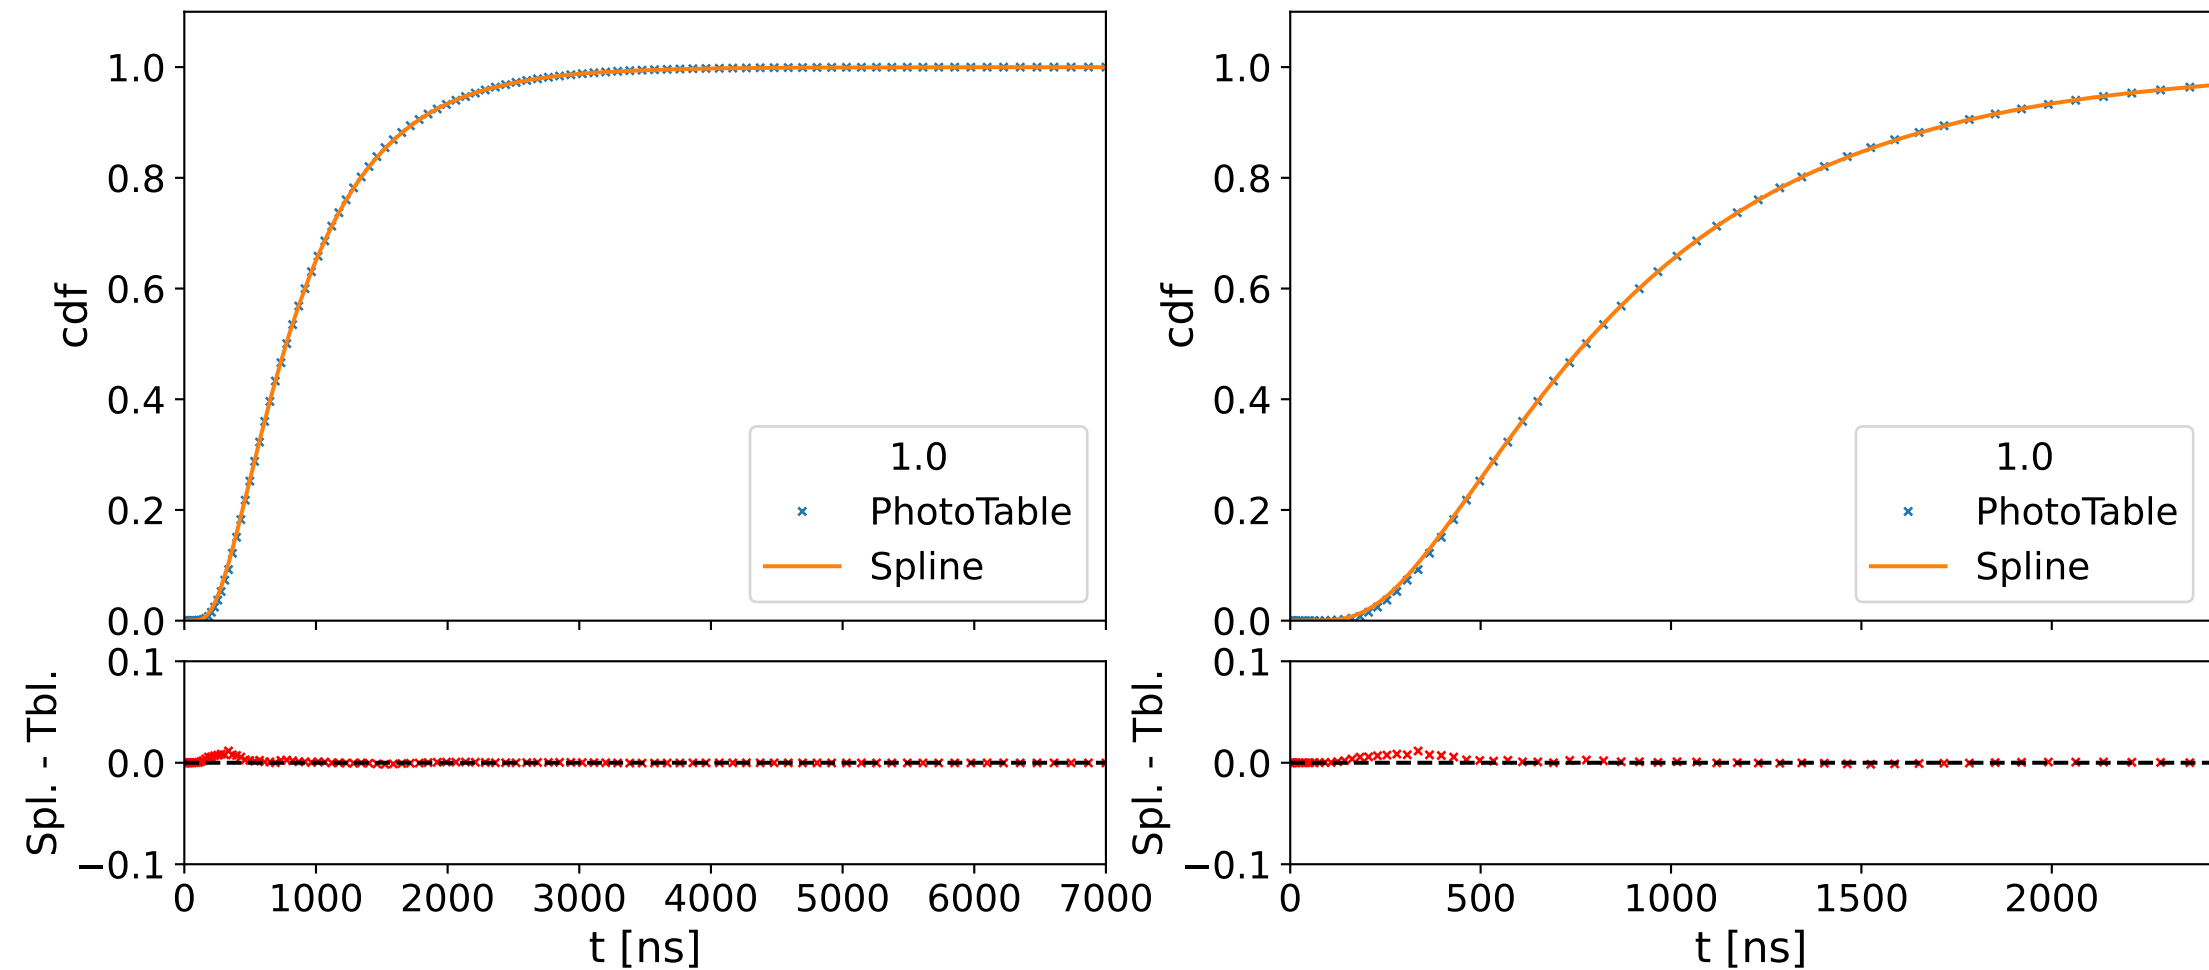 cdf
1.0
0.8
0.6
0.4
0.2
0.0
1.0
PhotoTable
Spline
Spl. - Tbl.
0.1
0.0
−0.1
0 1000 2000 3000 4000 5000 6000 7000
t [ns]
cdf
1.0
0.8
0.6
0.4
0.2
0.0
1.0
PhotoTable
Spline
Spl. - Tbl.
0.1
0.0
−0.1
0 500 1000 1500 2000
t [ns]